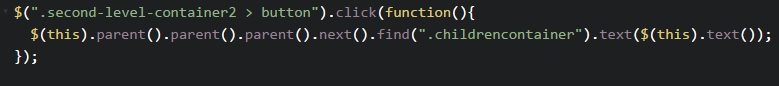 $(".second-level-container2 > button").click(function(){
$(this).parent().parent().parent().next().find(".childrencontainer").text($(this).text());
});